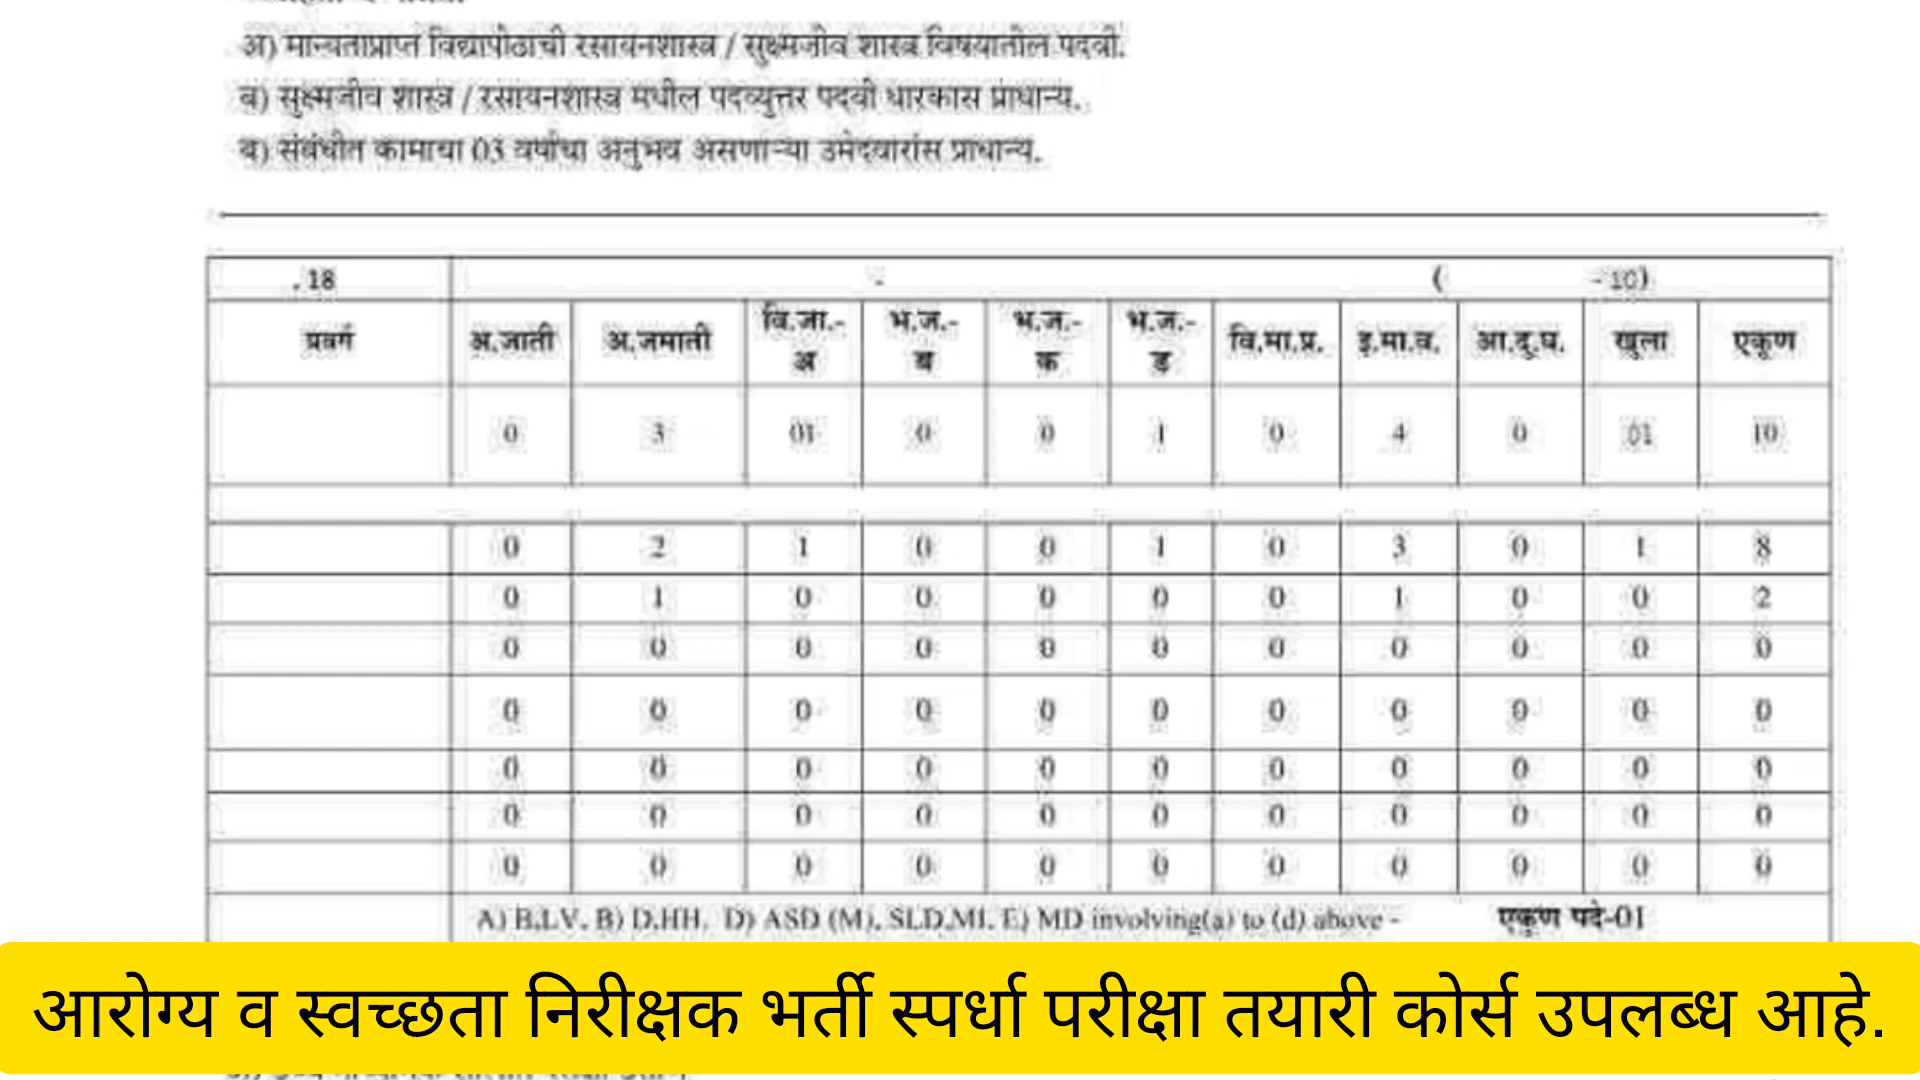 अ) मान्यताप्राप्त विद्यापीठाची रसायनशास्त्र / सुक्ष्मजीव शास्त्र विषयातील पदवी.
ब) सुक्ष्मजीव शास्त्र / रसायनशास्त्र मधील पदव्युत्तर पदवी धारकास प्राधान्य.
ब) संबंधीत कामाचा 03 वर्षाचा अनुभव असणाऱ्या उमेदवारांस प्राधान्य.
. 18 - ( - 10)
प्रवर्ग अ.जाती अ.जमाती वि.जा.-अ भ.ज.-ब भ.ज.-क भ.ज.-ड वि.मा.प्र. इ.मा.व. आ.दु.घ. खुला एकूण
0 3 01 0 0 1 0 4 0 01 10
0 2 1 0 0 1 0 3 0 1 8
0 1 0 0 0 0 0 1 0 0 2
0 0 0 0 0 0 0 0 0 0 0
0 0 0 0 0 0 0 0 0 0 0
0 0 0 0 0 0 0 0 0 0 0
0 0 0 0 0 0 0 0 0 0 0
0 0 0 0 0 0 0 0 0 0 0
A) B.LV. B) D.HH. D) ASD (M), SLD,MI. E) MD involving(a) to (d) above - एकुण पदे-01
आरोग्य व स्वच्छता निरीक्षक भर्ती स्पर्धा परीक्षा तयारी कोर्स उपलब्ध आहे.